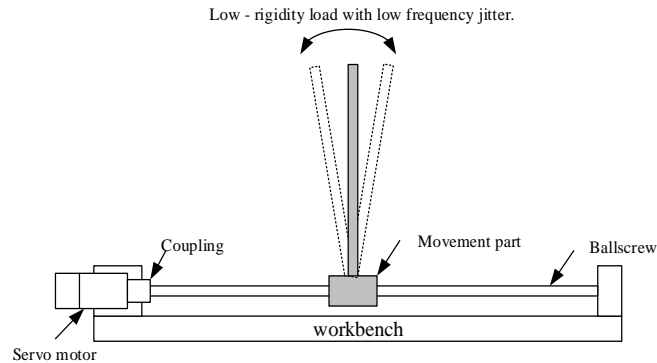 Low - rigidity load with low frequency jitter.
Coupling
Movement part
Ballscrew
workbench
Servo motor